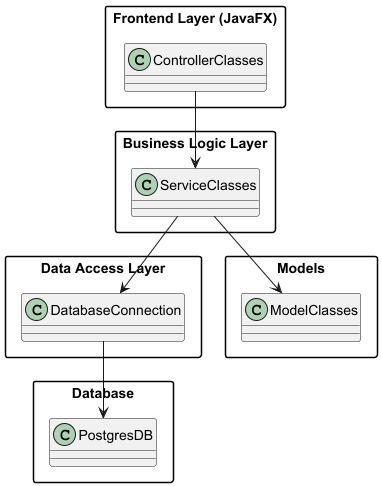 Frontend Layer (JavaFX)
C ControllerClasses
Business Logic Layer
C ServiceClasses
Data Access Layer
C DatabaseConnection
Models
C ModelClasses
Database
C PostgresDB